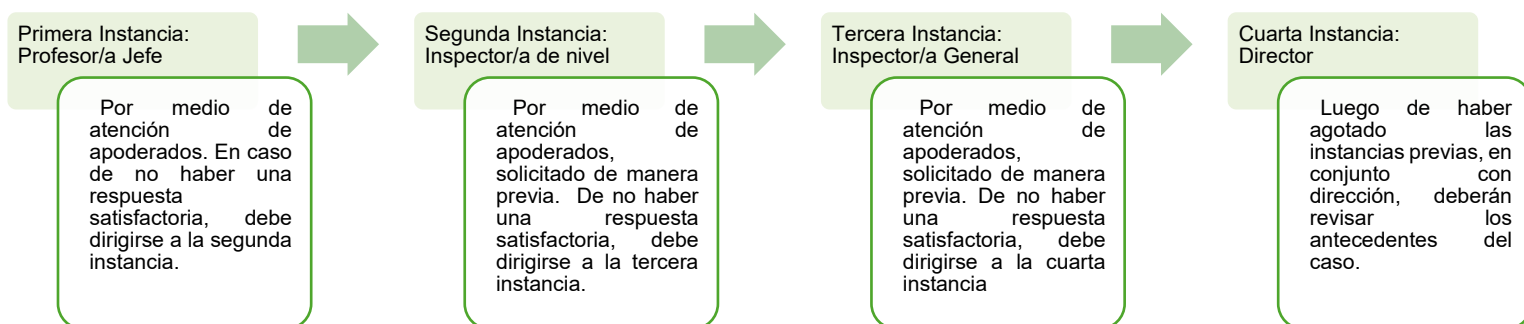 Primera Instancia:
Profesor/a Jefe
Por medio de
atención de
apoderados. En caso
de no haber una
respuesta
satisfactoria, debe
dirigirse a la segunda
instancia.
Segunda Instancia:
Inspector/a de nivel
Por medio de
atención de
apoderados,
solicitado de manera
previa. De no haber
una respuesta
satisfactoria, debe
dirigirse a la tercera
instancia.
Tercera Instancia:
Inspector/a General
Por medio de
atención de
apoderados,
solicitado de manera
previa. De no haber
una respuesta
satisfactoria, debe
dirigirse a la cuarta
instancia
Cuarta Instancia:
Director
Luego de haber
agotado las
instancias previas, en
conjunto con
dirección, deberán
revisar los
antecedentes del
caso.